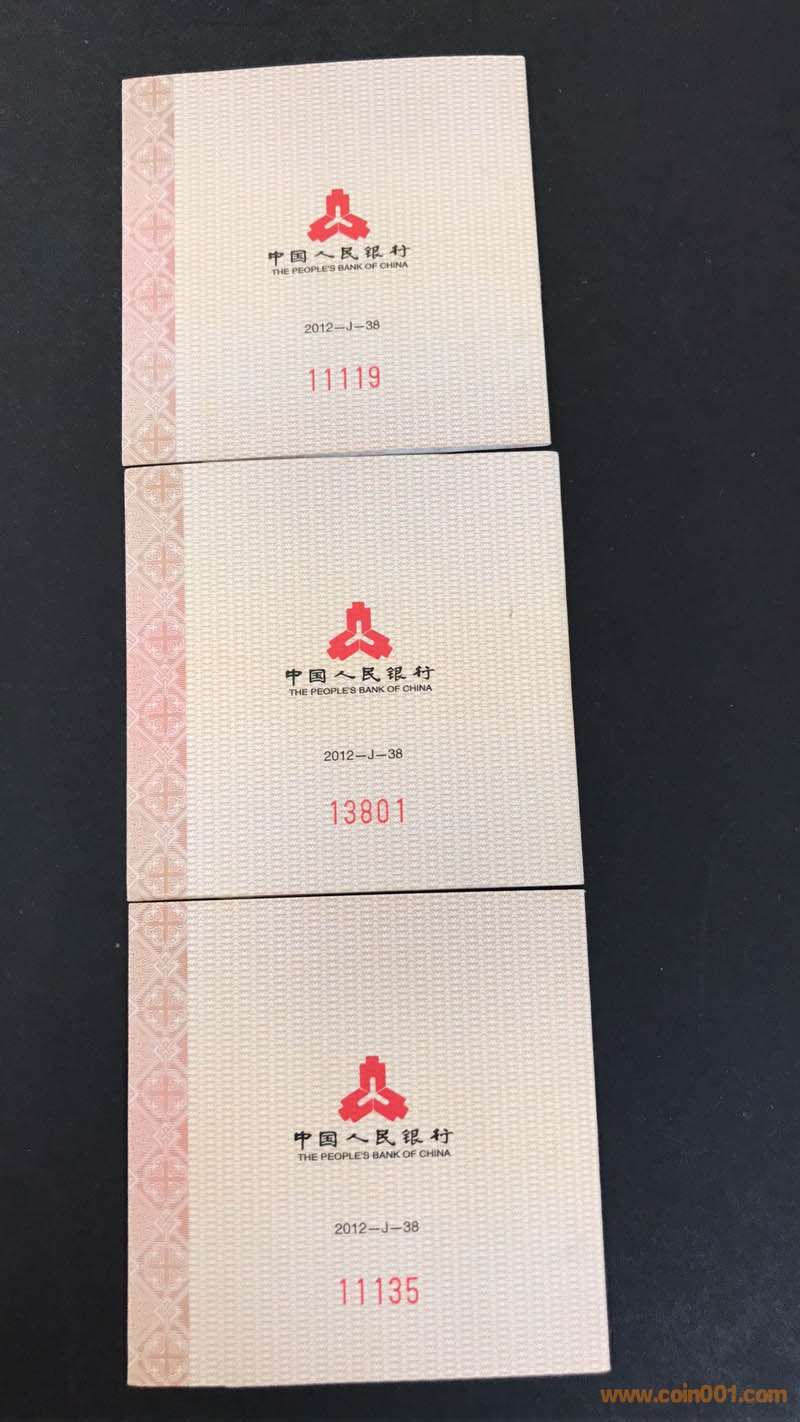 中国人民银行
THE PEOPLE'S BANK OF CHINA
2012—J—38
11119
中国人民银行
THE PEOPLE'S BANK OF CHINA
2012—J—38
13801
中国人民银行
THE PEOPLE'S BANK OF CHINA
2012—J—38
11135
www.coin001.com